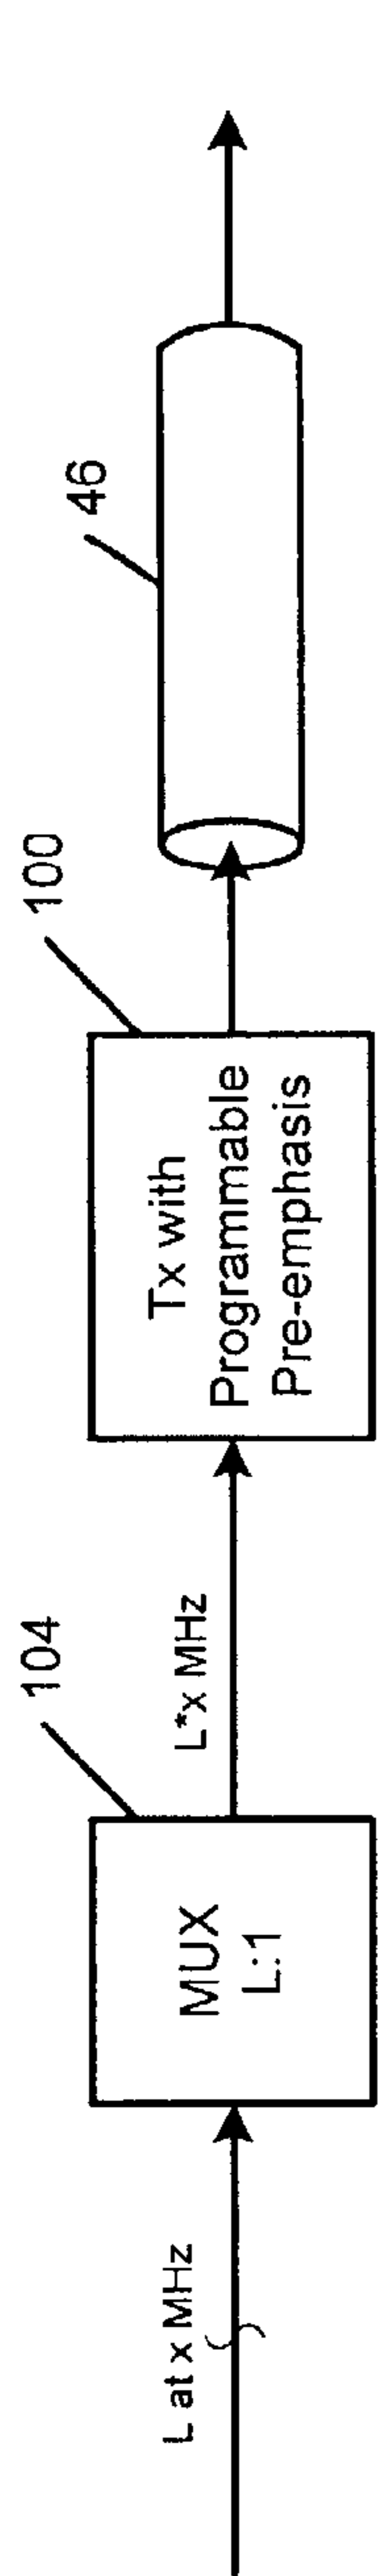 L at x MHz
MUX
L:1
104
L*x MHz
Tx with
Programmable
Pre-emphasis
100
46